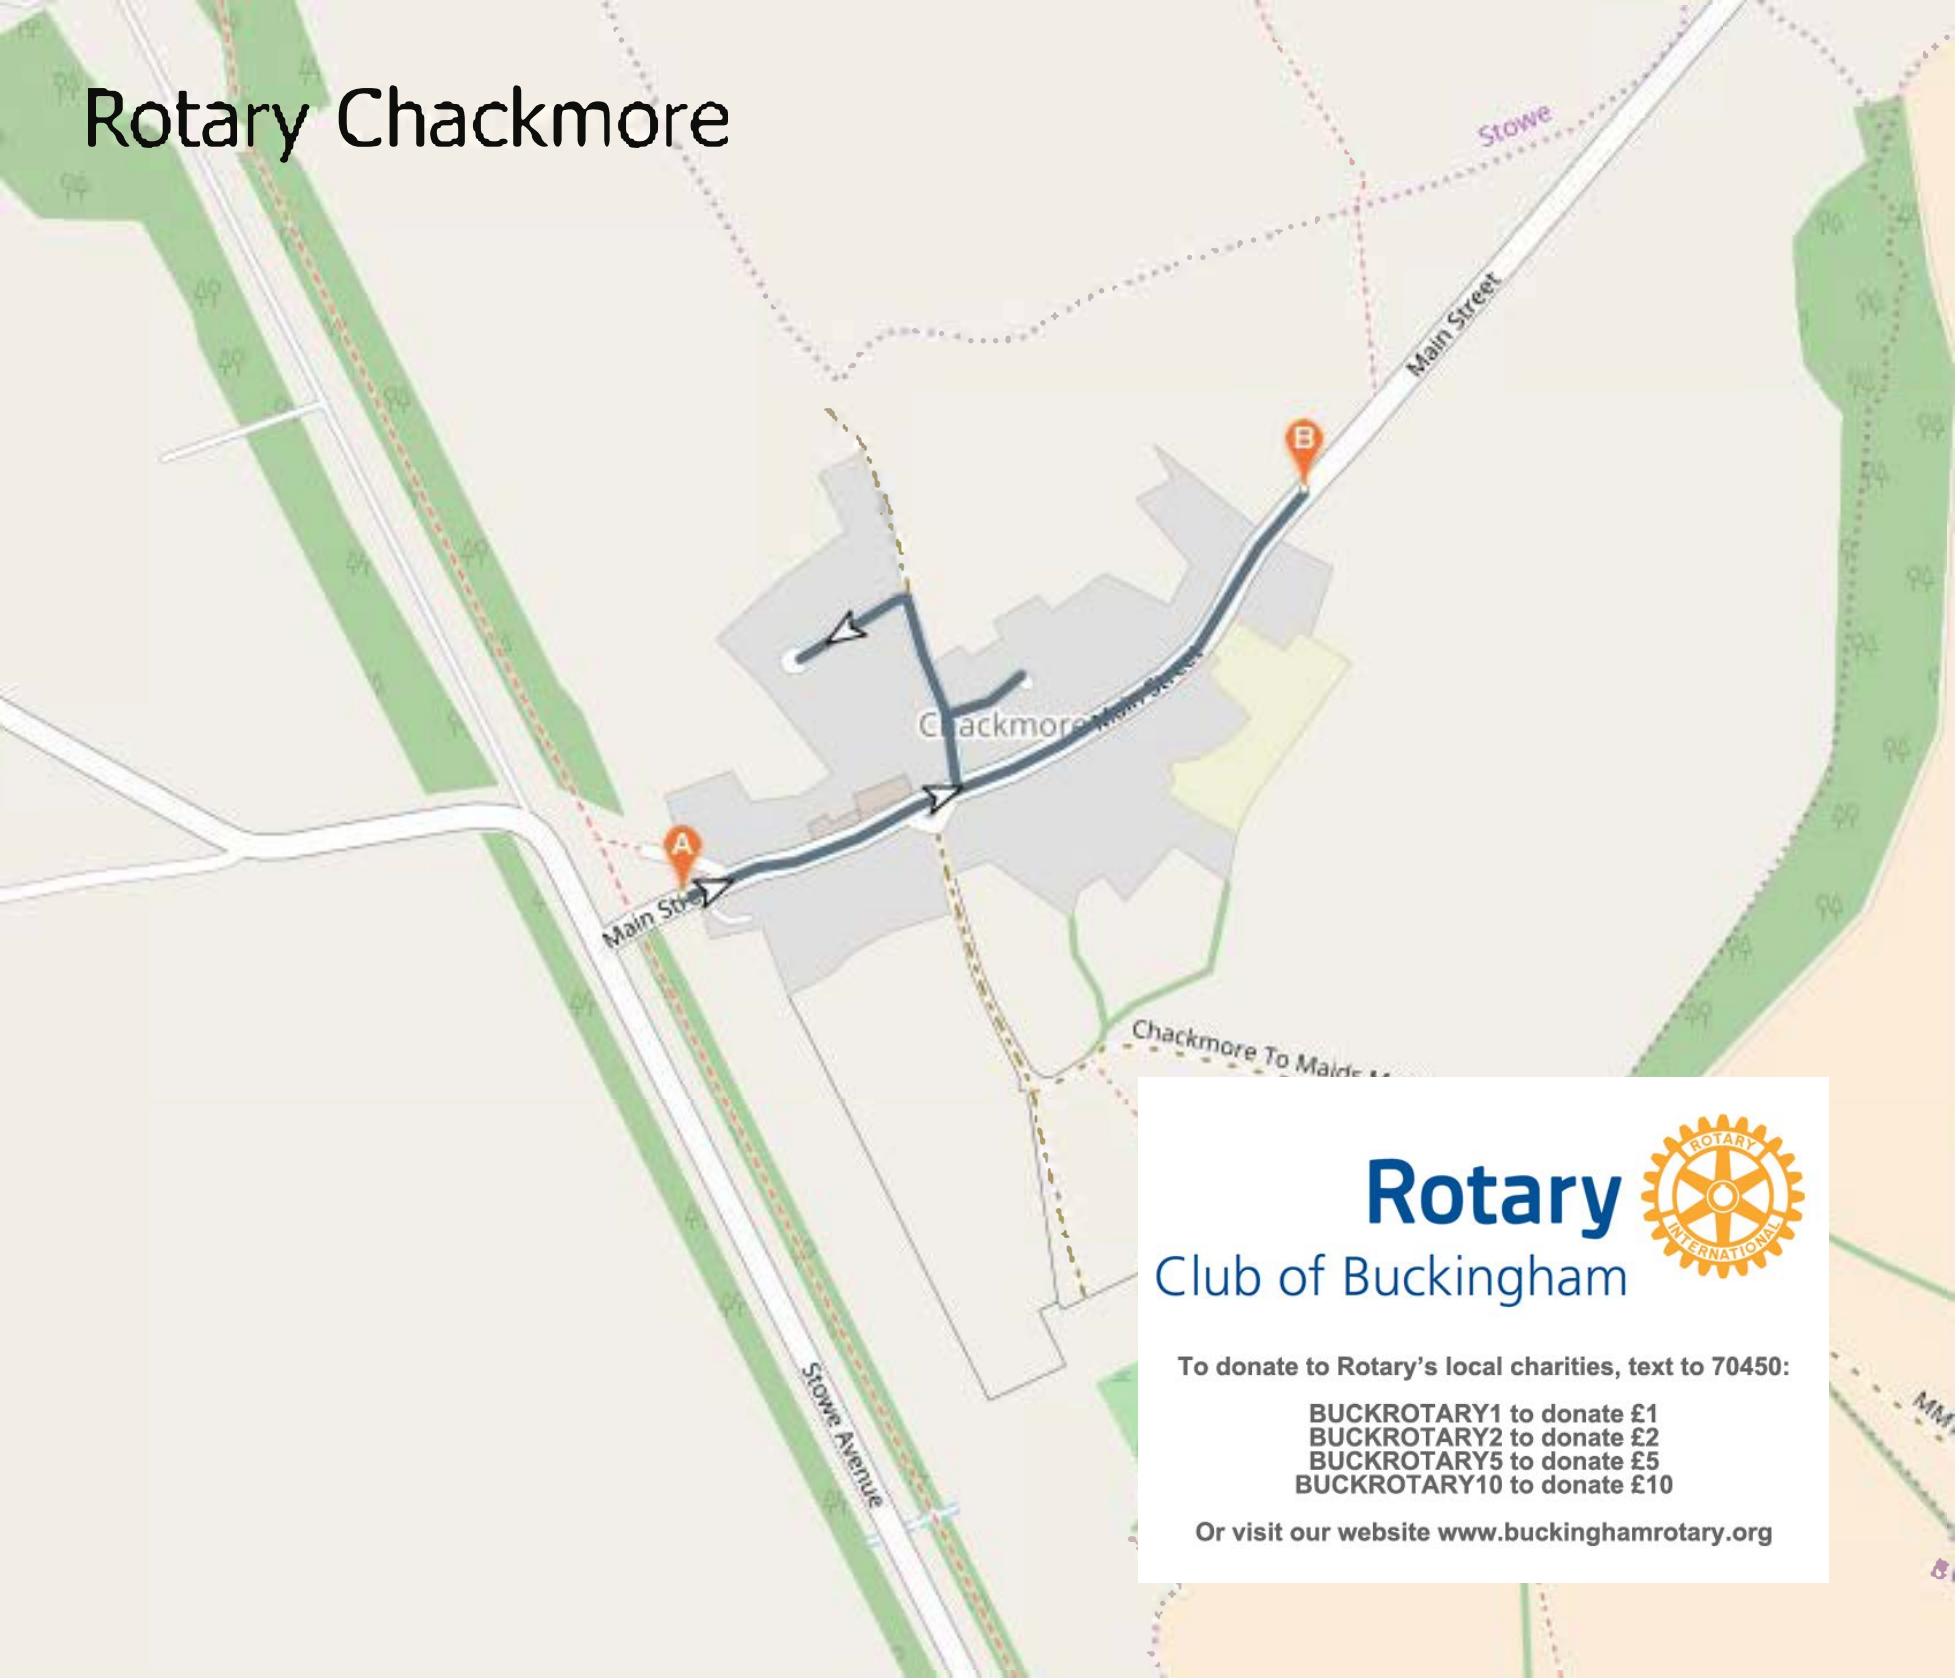 Rotary Chackmore
Stowe
Main Street
B
Chackmore
Main Street
A
Main
Chackmore To Maids
Stowe Avenue
Rotary
ROTARY
INTERNATIONAL
Club of Buckingham
To donate to Rotary’s local charities, text to 70450:
BUCKROTARY1 to donate £1
BUCKROTARY2 to donate £2
BUCKROTARY5 to donate £5
BUCKROTARY10 to donate £10
Or visit our website www.buckinghamrotary.org